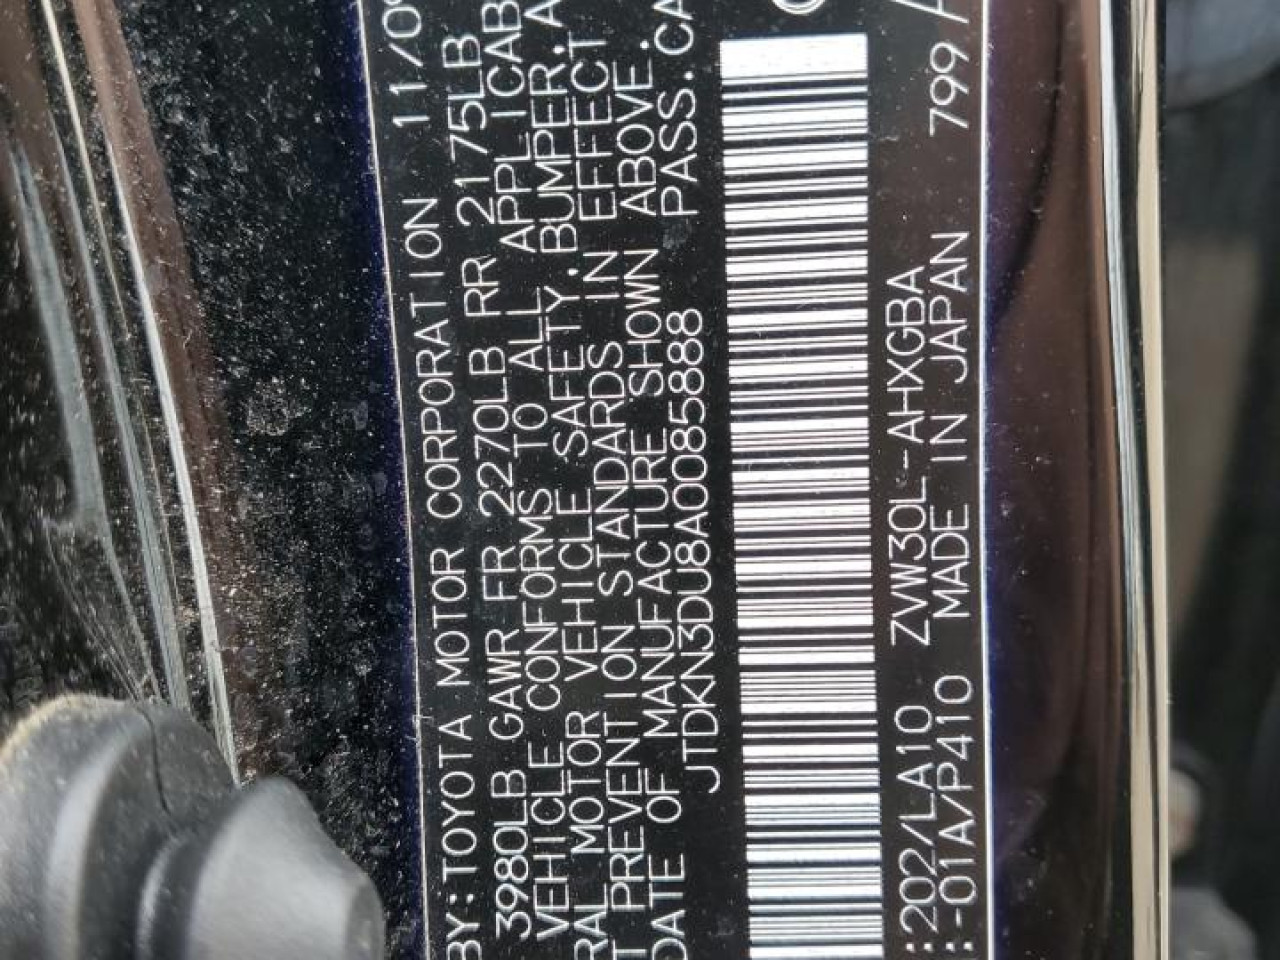 BY: TOYOTA MOTOR CORPORATION 11/09
3980LB GAWR FR 2270LB RR 2175LB
VEHICLE CONFORMS TO ALL APPLICAB
RAL MOTOR VEHICLE SAFETY, BUMPER, A
T PREVENTION STANDARDS IN EFFECT
DATE OF MANUFACTURE SHOWN ABOVE.
JTDKN3DU8A0085888 PASS.CA
:202/LA10 ZVW30L-AHXGBA
:-01A/P410 MADE IN JAPAN 799